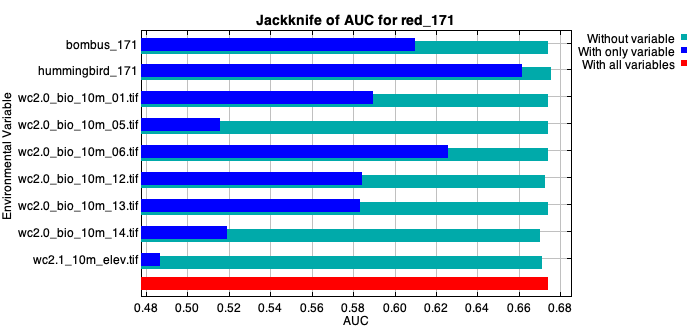 Jackknife of AUC for red_171
Environmental Variable
bombus_171
hummingbird_171
wc2.0_bio_10m_01.tif
wc2.0_bio_10m_05.tif
wc2.0_bio_10m_06.tif
wc2.0_bio_10m_12.tif
wc2.0_bio_10m_13.tif
wc2.0_bio_10m_14.tif
wc2.1_10m_elev.tif
0.48 0.50 0.52 0.54 0.56 0.58 0.60 0.62 0.64 0.66 0.68
AUC
Without variable
With only variable
With all variables